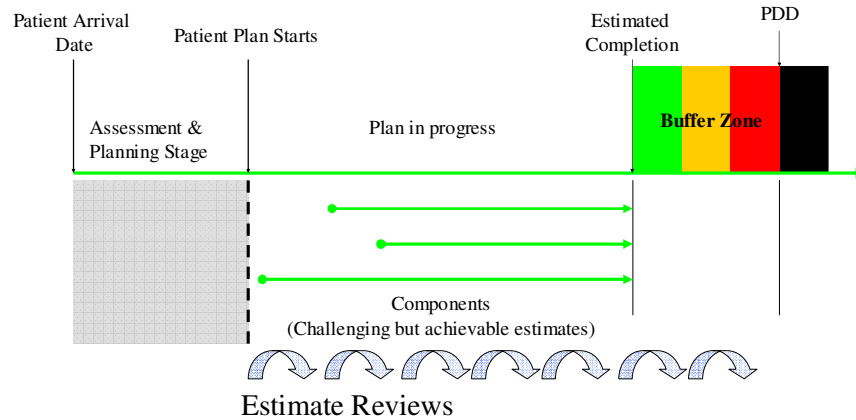 Patient Arrival
Date
Patient Plan Starts
Estimated
Completion
PDD
Assessment &
Planning Stage
Plan in progress
Buffer Zone
Components
(Challenging but achievable estimates)
Estimate Reviews